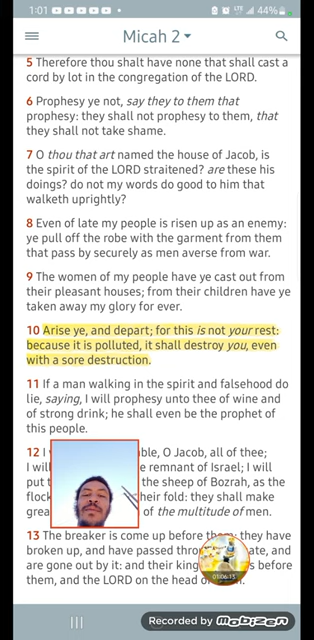 1:01 LTE 44%
Micah 2
5 Therefore thou shalt have none that shall cast a
cord by lot in the congregation of the LORD.
6 Prophesy ye not, say they to them that
prophesy: they shall not prophesy to them, that
they shall not take shame.
7 O thou that art named the house of Jacob, is
the spirit of the LORD straitened? are these his
doings? do not my words do good to him that
walketh uprightly?
8 Even of late my people is risen up as an enemy:
ye pull off the robe with the garment from them
that pass by securely as men averse from war.
9 The women of my people have ye cast out from
their pleasant houses; from their children have ye
taken away my glory for ever.
10 Arise ye, and depart; for this is not your rest:
because it is polluted, it shall destroy you, even
with a sore destruction.
11 If a man walking in the spirit and falsehood do
lie, saying, I will prophesy unto thee of wine and
of strong drink; he shall even be the prophet of
this people.
12 I ble, O Jacob, all of thee;
I will e remnant of Israel; I will
put t the sheep of Bozrah, as the
flock heir fold: they shall make
grea of the multitude of men.
13 The breaker is come up before them: they have
broken up, and have passed thro ate, and
are gone out by it: and their king s before
them, and the LORD on the head of
01:06:13
Recorded by Mobizen